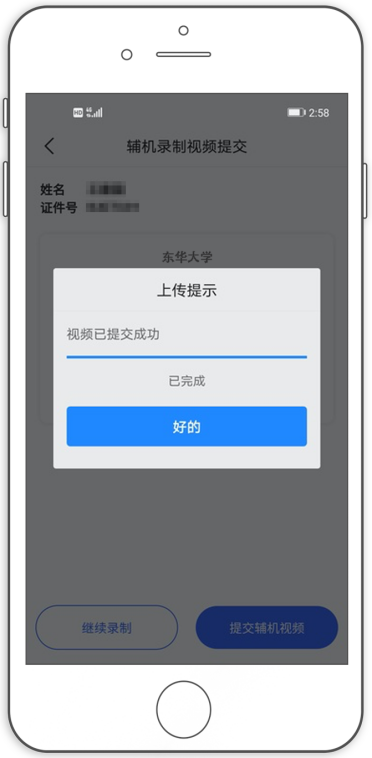 HD 4G 2:58
辅机录制视频提交
姓名
证件号
东华大学
上传提示
视频已提交成功
已完成
好的
继续录制 提交辅机视频